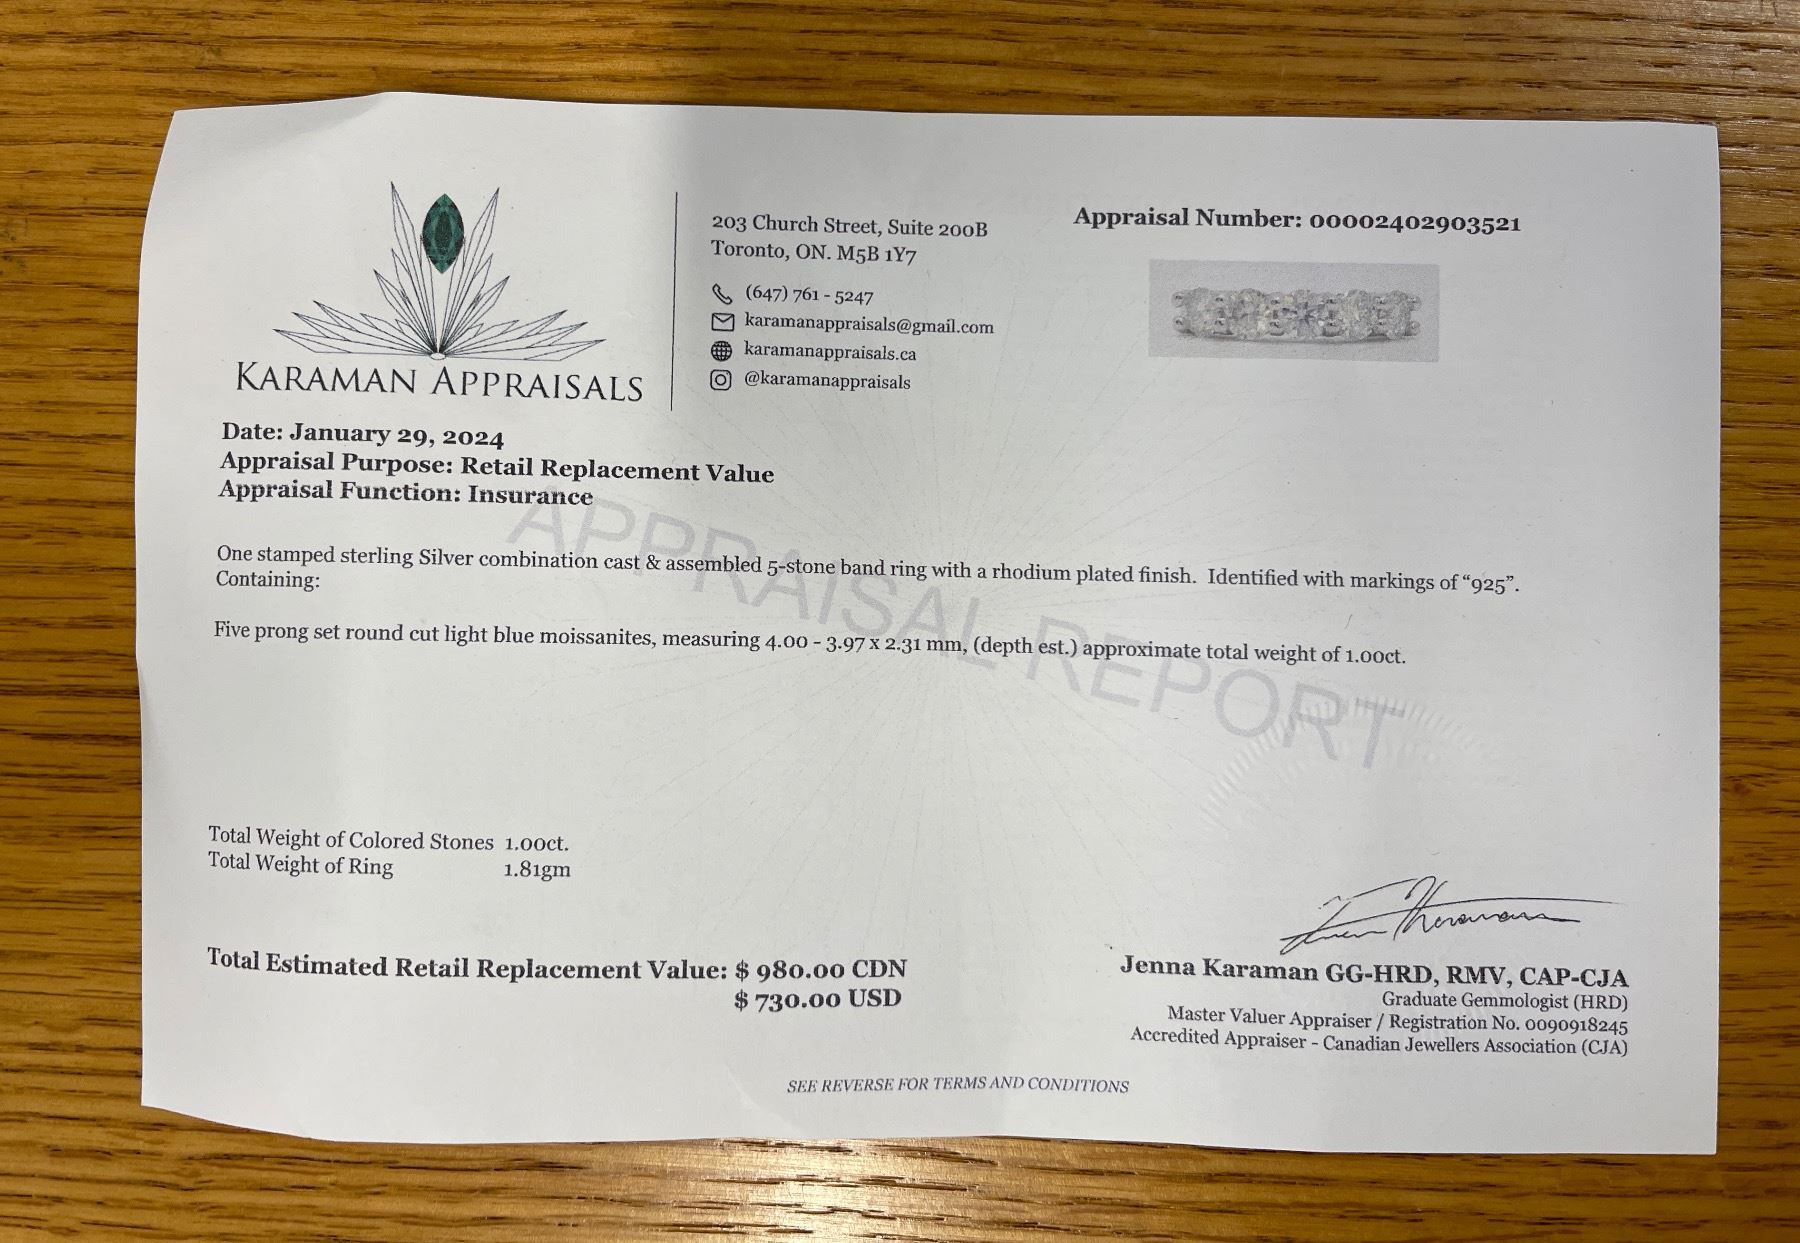 KARAMAN APPRAISALS
203 Church Street, Suite 200B
Toronto, ON. M5B 1Y7
(647) 761 - 5247
karamanappraisals@gmail.com
karamanappraisals.ca
@karamanappraisals
Appraisal Number: 00002402903521
Date: January 29, 2024
Appraisal Purpose: Retail Replacement Value
Appraisal Function: Insurance
APPRAISAL REPORT
One stamped sterling Silver combination cast & assembled 5-stone band ring with a rhodium plated finish. Identified with markings of “925”.
Containing:
Five prong set round cut light blue moissanites, measuring 4.00 - 3.97 x 2.31 mm, (depth est.) approximate total weight of 1.00ct.
Total Weight of Colored Stones 1.00ct.
Total Weight of Ring 1.81gm
Total Estimated Retail Replacement Value: $ 980.00 CDN
$ 730.00 USD
Jenna Karaman GG-HRD, RMV, CAP-CJA
Graduate Gemmologist (HRD)
Master Valuer Appraiser / Registration No. 0090918245
Accredited Appraiser - Canadian Jewellers Association (CJA)
SEE REVERSE FOR TERMS AND CONDITIONS